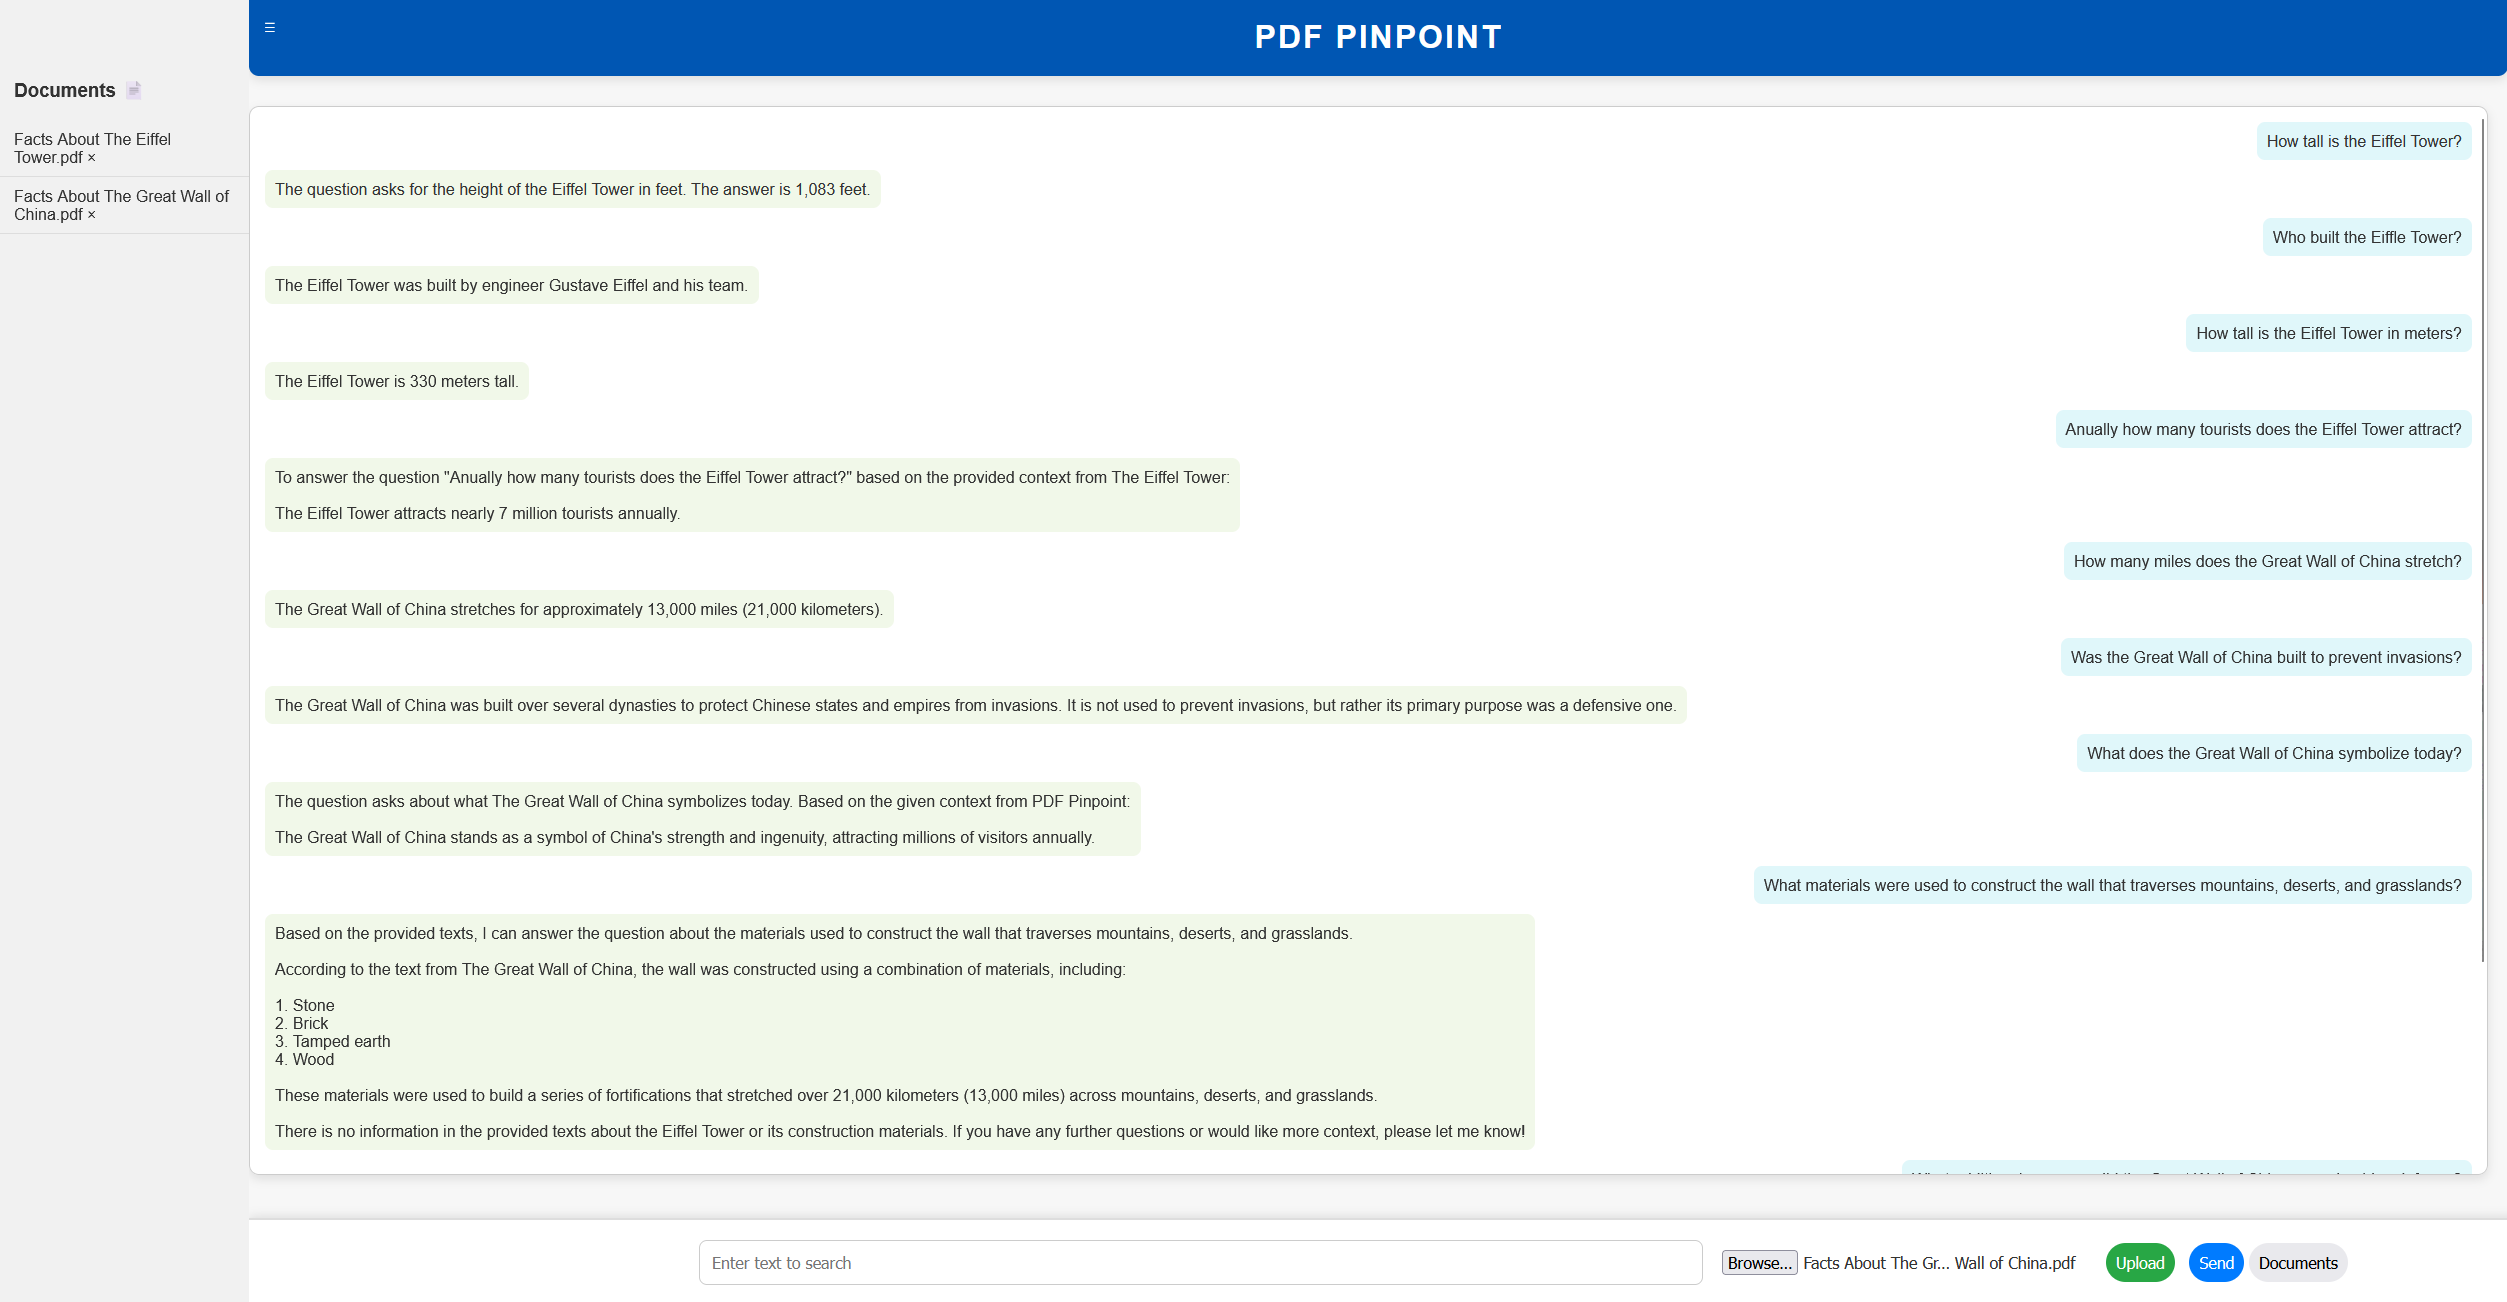 ☰
PDF PINPOINT
Documents
Facts About The Eiffel
Tower.pdf ×
Facts About The Great Wall of
China.pdf ×
How tall is the Eiffel Tower?
The question asks for the height of the Eiffel Tower in feet. The answer is 1,083 feet.
Who built the Eiffle Tower?
The Eiffel Tower was built by engineer Gustave Eiffel and his team.
How tall is the Eiffel Tower in meters?
The Eiffel Tower is 330 meters tall.
Anually how many tourists does the Eiffel Tower attract?
To answer the question "Anually how many tourists does the Eiffel Tower attract?" based on the provided context from The Eiffel Tower:
The Eiffel Tower attracts nearly 7 million tourists annually.
How many miles does the Great Wall of China stretch?
The Great Wall of China stretches for approximately 13,000 miles (21,000 kilometers).
Was the Great Wall of China built to prevent invasions?
The Great Wall of China was built over several dynasties to protect Chinese states and empires from invasions. It is not used to prevent invasions, but rather its primary purpose was a defensive one.
What does the Great Wall of China symbolize today?
The question asks about what The Great Wall of China symbolizes today. Based on the given context from PDF Pinpoint:
The Great Wall of China stands as a symbol of China's strength and ingenuity, attracting millions of visitors annually.
What materials were used to construct the wall that traverses mountains, deserts, and grasslands?
Based on the provided texts, I can answer the question about the materials used to construct the wall that traverses mountains, deserts, and grasslands.
According to the text from The Great Wall of China, the wall was constructed using a combination of materials, including:
1. Stone
2. Brick
3. Tamped earth
4. Wood
These materials were used to build a series of fortifications that stretched over 21,000 kilometers (13,000 miles) across mountains, deserts, and grasslands.
There is no information in the provided texts about the Eiffel Tower or its construction materials. If you have any further questions or would like more context, please let me know!
Enter text to search
Browse... Facts About The Gr... Wall of China.pdf
Upload
Send
Documents